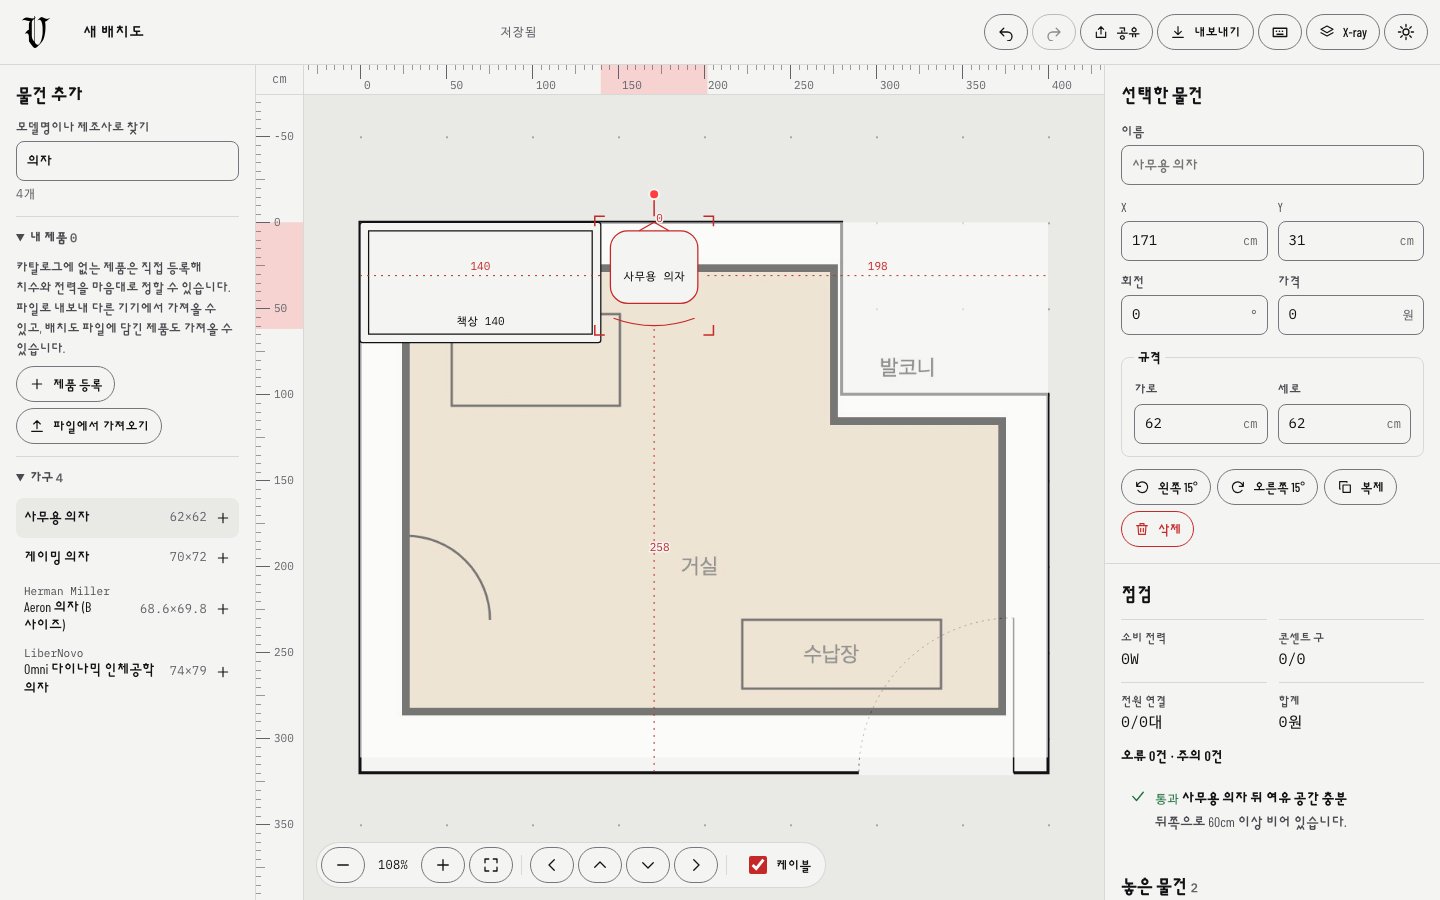 새 배치도
저장됨
공유
내보내기
X-ray
물건 추가
모델명이나 제조사로 찾기
의자
4개
▼ 내 제품 0
카탈로그에 없는 제품은 직접 등록해
치수와 전력을 마음대로 정할 수 있습니다.
파일로 내보내 다른 기기에서 가져올 수
있고, 배치도 파일에 담긴 제품도 가져올 수
있습니다.
제품 등록
파일에서 가져오기
▼ 가구 4
사무용 의자 62×62
게이밍 의자 70×72
Herman Miller
Aeron 의자 (B
사이즈) 68.6×69.8
LiberNovo
Omni 다이나믹 인체공학
의자 74×79
cm
0 50 100 150 200 250 300 350 400
-50
0
50
100
150
200
250
300
350
0
140
198
사무용 의자
책상 140
발코니
258
거실
수납장
108%
케이블
선택한 물건
이름
사무용 의자
X Y
171 cm 31 cm
회전 가격
0 ° 0 원
규격
가로 세로
62 cm 62 cm
왼쪽 15° 오른쪽 15° 복제
삭제
점검
소비 전력 콘센트 구
0W 0/0
전원 연결 합계
0/0대 0원
오류 0건 · 주의 0건
통과 사무용 의자 뒤 여유 공간 충분
뒤쪽으로 60cm 이상 비어 있습니다.
놓은 물건 2